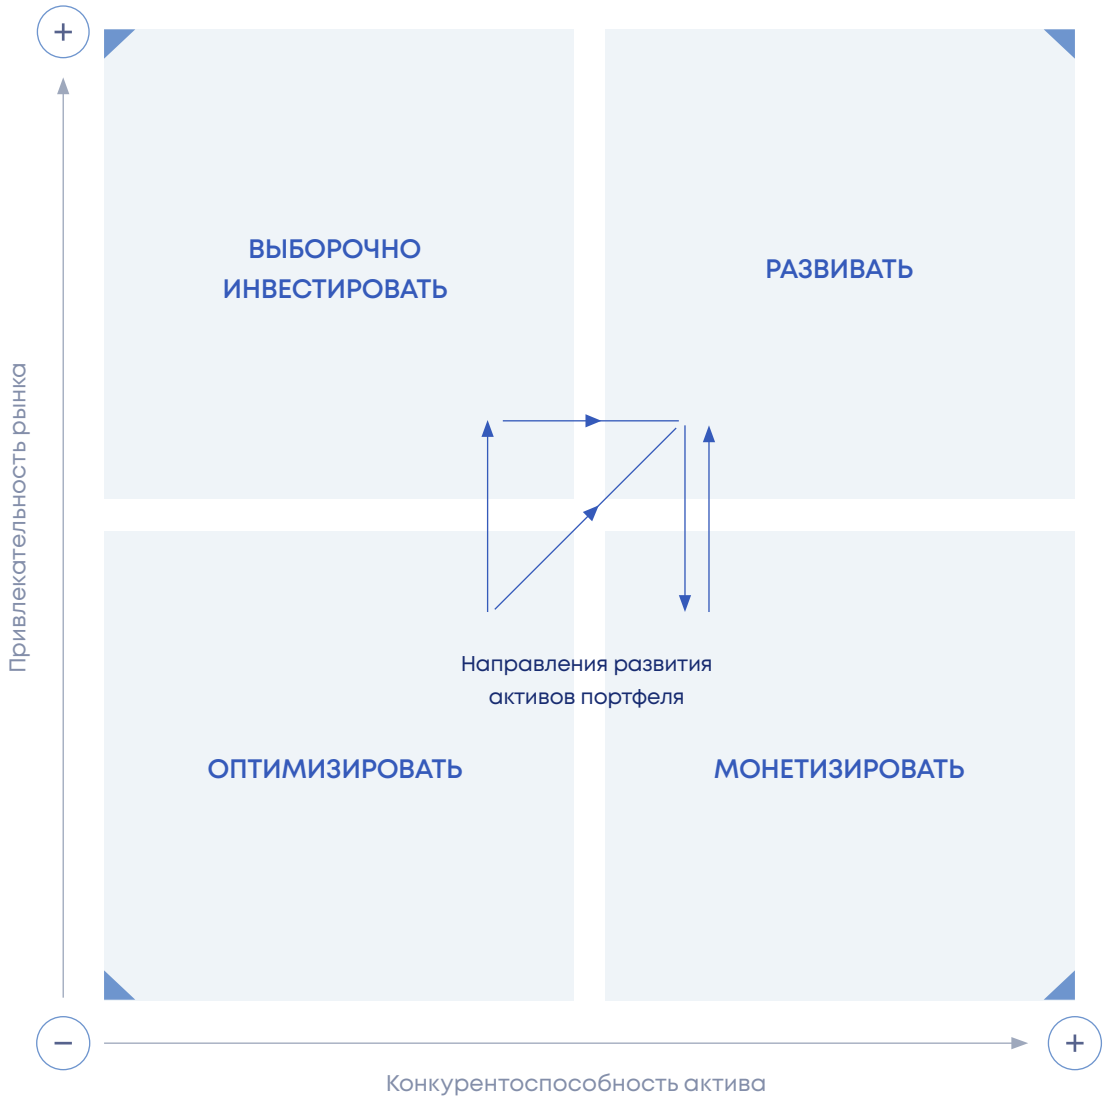 +
ВЫБОРОЧНО
ИНВЕСТИРОВАТЬ
РАЗВИВАТЬ
Привлекательность рынка
Направления развития
активов портфеля
ОПТИМИЗИРОВАТЬ
МОНЕТИЗИРОВАТЬ
−
+
Конкурентоспособность актива